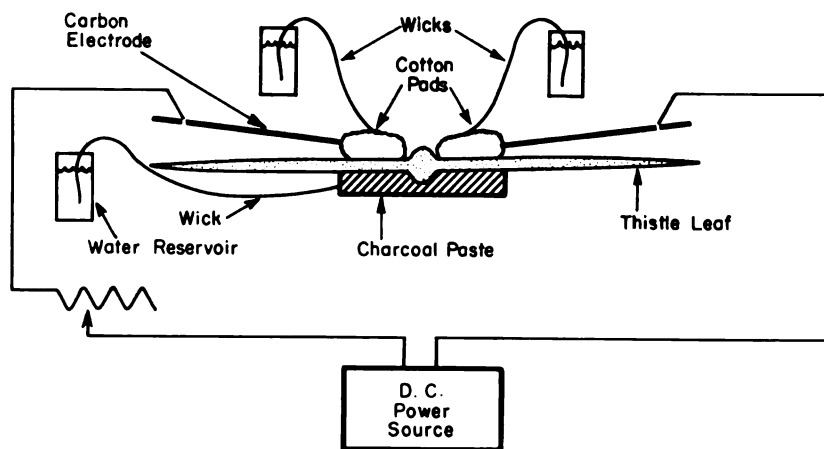 Carbon
Electrode
Wicks
Cotton
Pads
Wick
Water Reservoir
Charcoal Paste
Thistle Leaf
D. C.
Power
Source